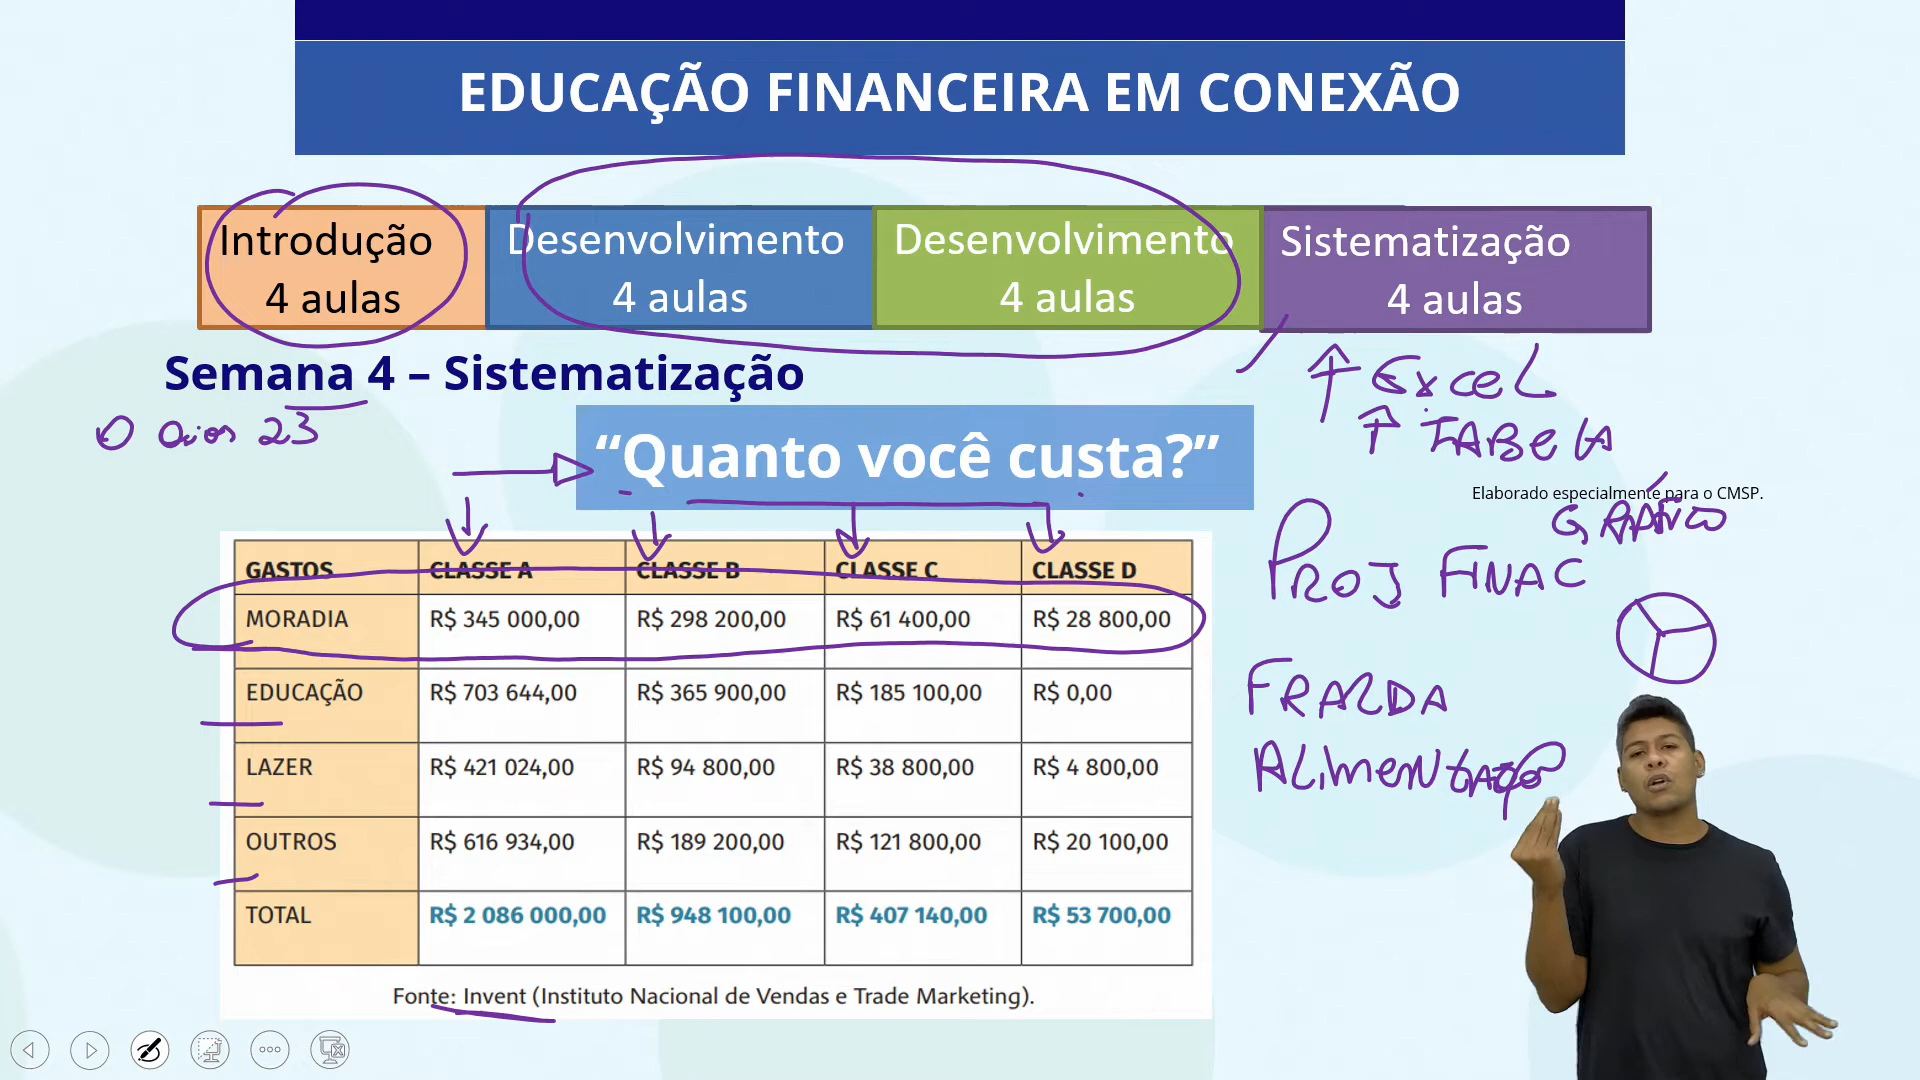 EDUCAÇÃO FINANCEIRA EM CONEXÃO
Introdução
4 aulas
Desenvolvimento
4 aulas
Desenvolvimento
4 aulas
Sistematização
4 aulas
Semana 4 – Sistematização
23
“Quanto você custa?”
ExceL
TABelA
Elaborado especialmente para o CMSP.
GRÁFICO
PROJ FINAC
GASTOS CLASSE A CLASSE B CLASSE C CLASSE D
MORADIA R$ 345 000,00 R$ 298 200,00 R$ 61 400,00 R$ 28 800,00
EDUCAÇÃO R$ 703 644,00 R$ 365 900,00 R$ 185 100,00 R$ 0,00
LAZER R$ 421 024,00 R$ 94 800,00 R$ 38 800,00 R$ 4 800,00
OUTROS R$ 616 934,00 R$ 189 200,00 R$ 121 800,00 R$ 20 100,00
TOTAL R$ 2 086 000,00 R$ 948 100,00 R$ 407 140,00 R$ 53 700,00
FRALDA
ALimeNtAção
Fonte: Invent (Instituto Nacional de Vendas e Trade Marketing).